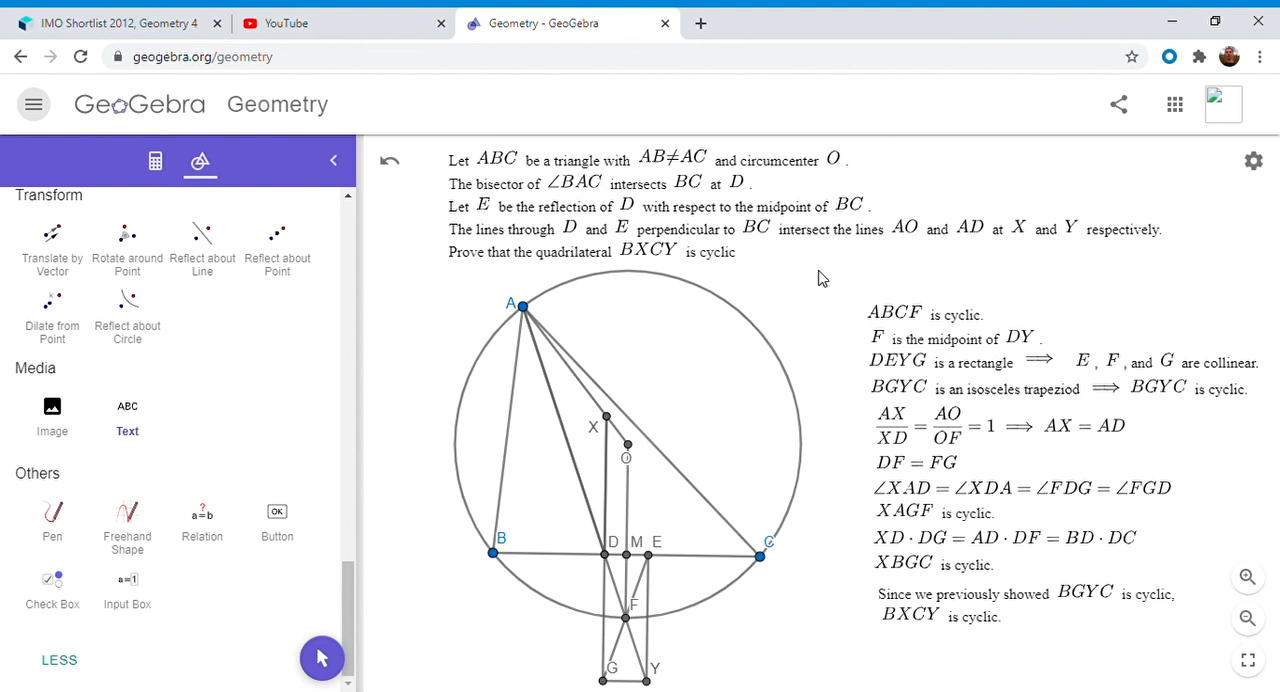 IMO Shortlist 2012, Geometry 4
YouTube
Geometry - GeoGebra
geogebra.org/geometry
GeoGebra Geometry
Transform
Translate by Vector
Rotate around Point
Reflect about Line
Reflect about Point
Dilate from Point
Reflect about Circle
Media
Image
ABC
Text
Others
Pen
Freehand Shape
a=b
?
Relation
OK
Button
Check Box
a=1
Input Box
LESS
Let ABC be a triangle with AB≠AC and circumcenter O .
The bisector of ∠BAC intersects BC at D .
Let E be the reflection of D with respect to the midpoint of BC .
The lines through D and E perpendicular to BC intersect the lines AO and AD at X and Y respectively.
Prove that the quadrilateral BXCY is cyclic
A
X
O
B
D
M
E
C
F
G
Y
ABCF is cyclic.
F is the midpoint of DY .
DEYG is a rectangle ⟹ E , F , and G are collinear.
BGYC is an isosceles trapeziod ⟹ BGYC is cyclic.
AX/XD = AO/OF = 1 ⟹ AX = AD
DF = FG
∠XAD = ∠XDA = ∠FDG = ∠FGD
XAGF is cyclic.
XD · DG = AD · DF = BD · DC
XBGC is cyclic.
Since we previously showed BGYC is cyclic,
BXCY is cyclic.